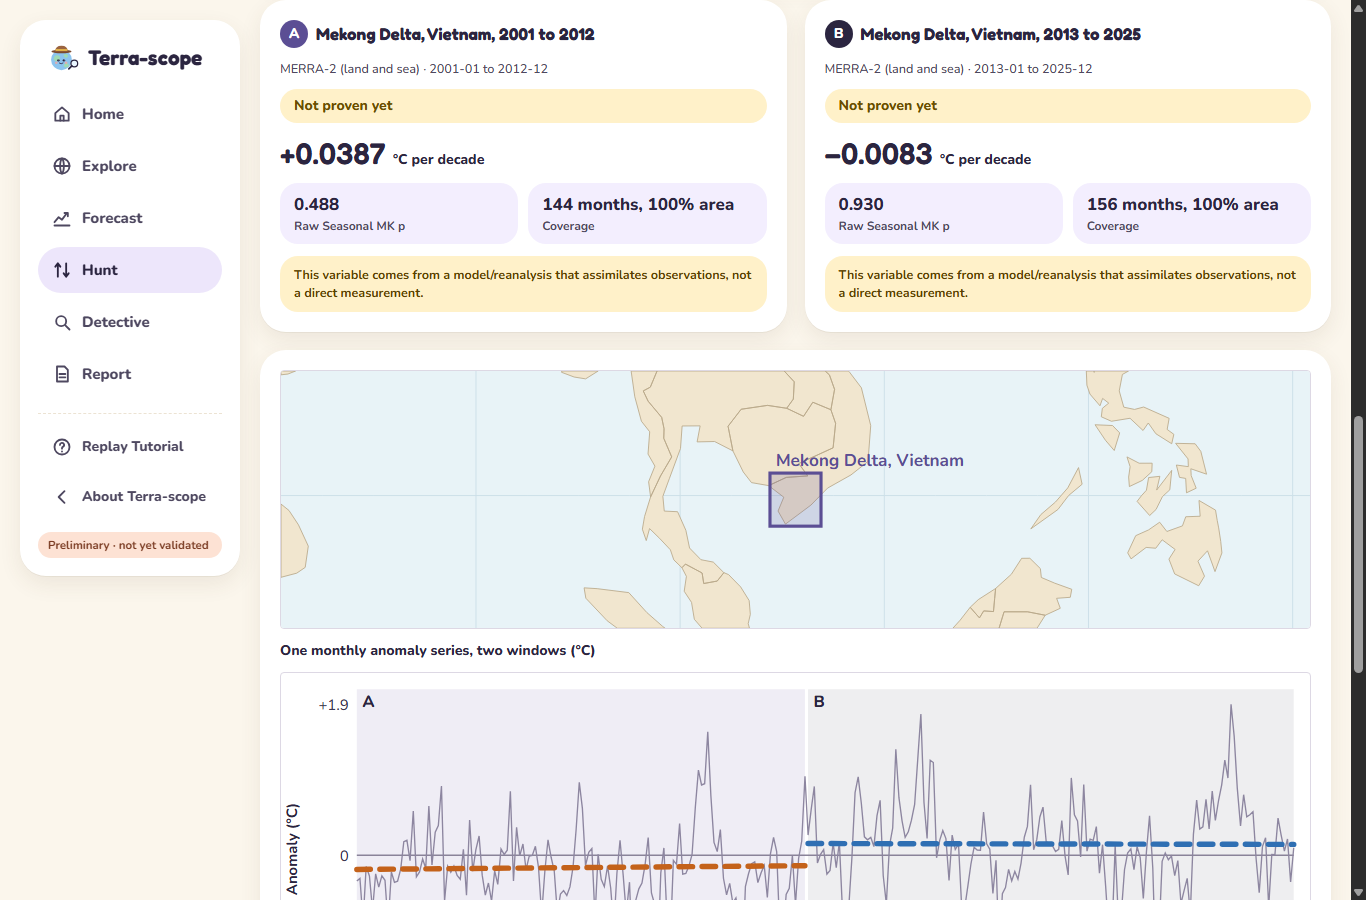 Terra-scope
Home
Explore
Forecast
Hunt
Detective
Report
Replay Tutorial
About Terra-scope
Preliminary · not yet validated
A
Mekong Delta, Vietnam, 2001 to 2012
MERRA-2 (land and sea) · 2001-01 to 2012-12
Not proven yet
+0.0387 °C per decade
0.488
Raw Seasonal MK p
144 months, 100% area
Coverage
This variable comes from a model/reanalysis that assimilates observations, not
a direct measurement.
B
Mekong Delta, Vietnam, 2013 to 2025
MERRA-2 (land and sea) · 2013-01 to 2025-12
Not proven yet
−0.0083 °C per decade
0.930
Raw Seasonal MK p
156 months, 100% area
Coverage
This variable comes from a model/reanalysis that assimilates observations, not
a direct measurement.
Mekong Delta, Vietnam
One monthly anomaly series, two windows (°C)
+1.9
A
B
Anomaly (°C)
0